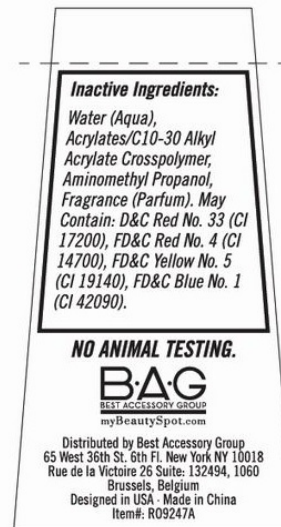 Inactive Ingredients:
Water (Aqua),
Acrylates/C10-30 Alkyl
Acrylate Crosspolymer,
Aminomethyl Propanol,
Fragrance (Parfum). May
Contain: D&C Red No. 33 (CI
17200), FD&C Red No. 4 (CI
14700), FD&C Yellow No. 5
(CI 19140), FD&C Blue No. 1
(CI 42090).
NO ANIMAL TESTING.
B·A·G
BEST ACCESSORY GROUP
myBeautySpot.com
Distributed by Best Accessory Group
65 West 36th St. 6th Fl. New York NY 10018
Rue de la Victoire 26 Suite: 132494, 1060
Brussels, Belgium
Designed in USA · Made in China
Item#: RO9247A